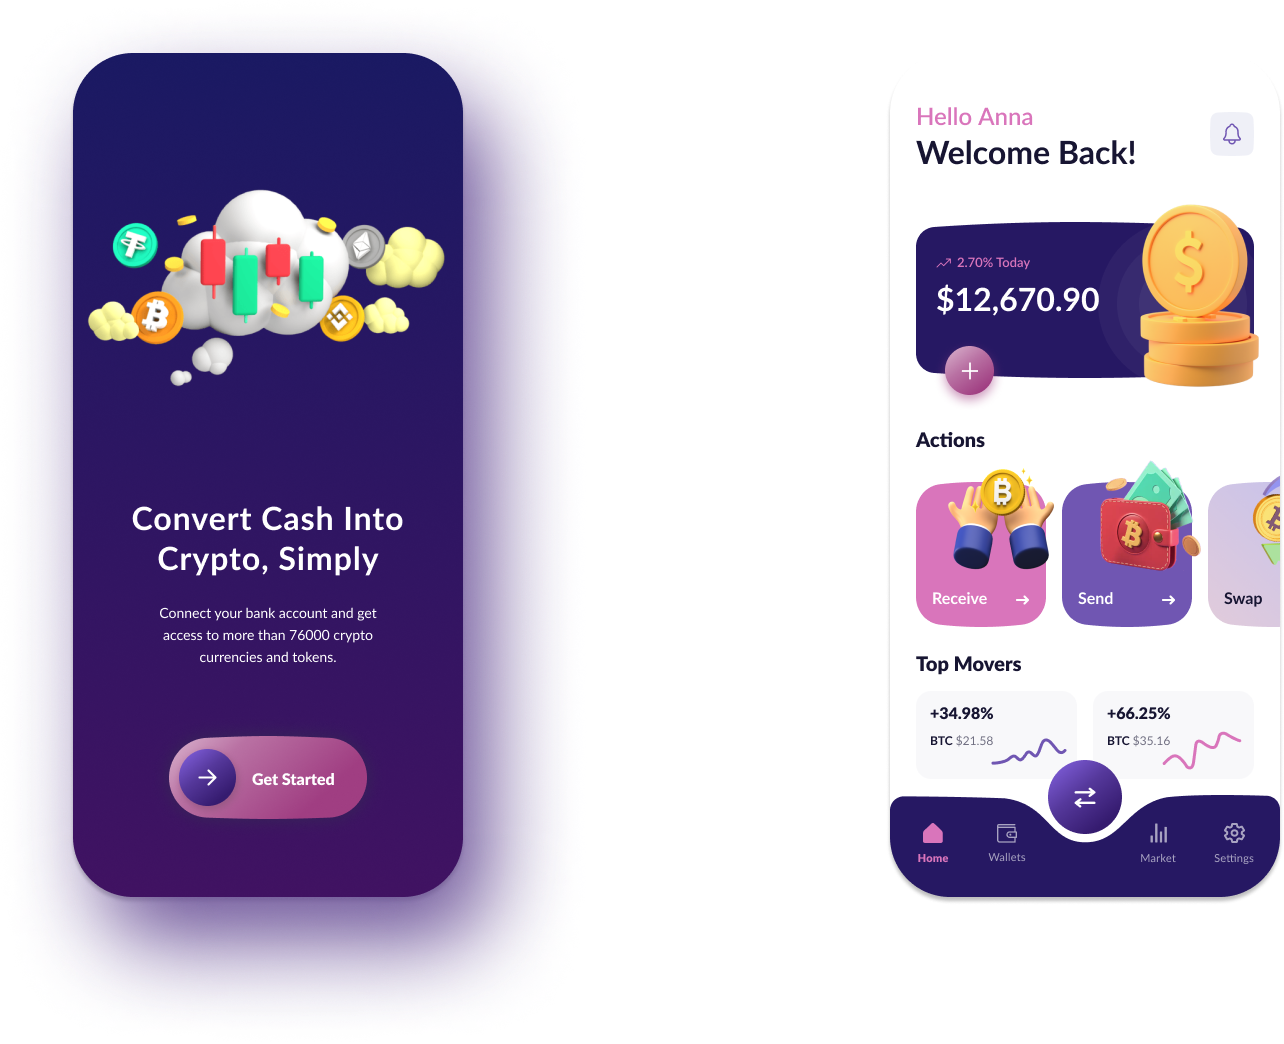 Convert Cash Into
Crypto, Simply
Connect your bank account and get
access to more than 76000 crypto
currencies and tokens.
Get Started
Hello Anna
Welcome Back!
2.70% Today
$12,670.90
Actions
Receive
Send
Swap
Top Movers
+34.98%
BTC $21.58
+66.25%
BTC $35.16
Home
Wallets
Market
Settings